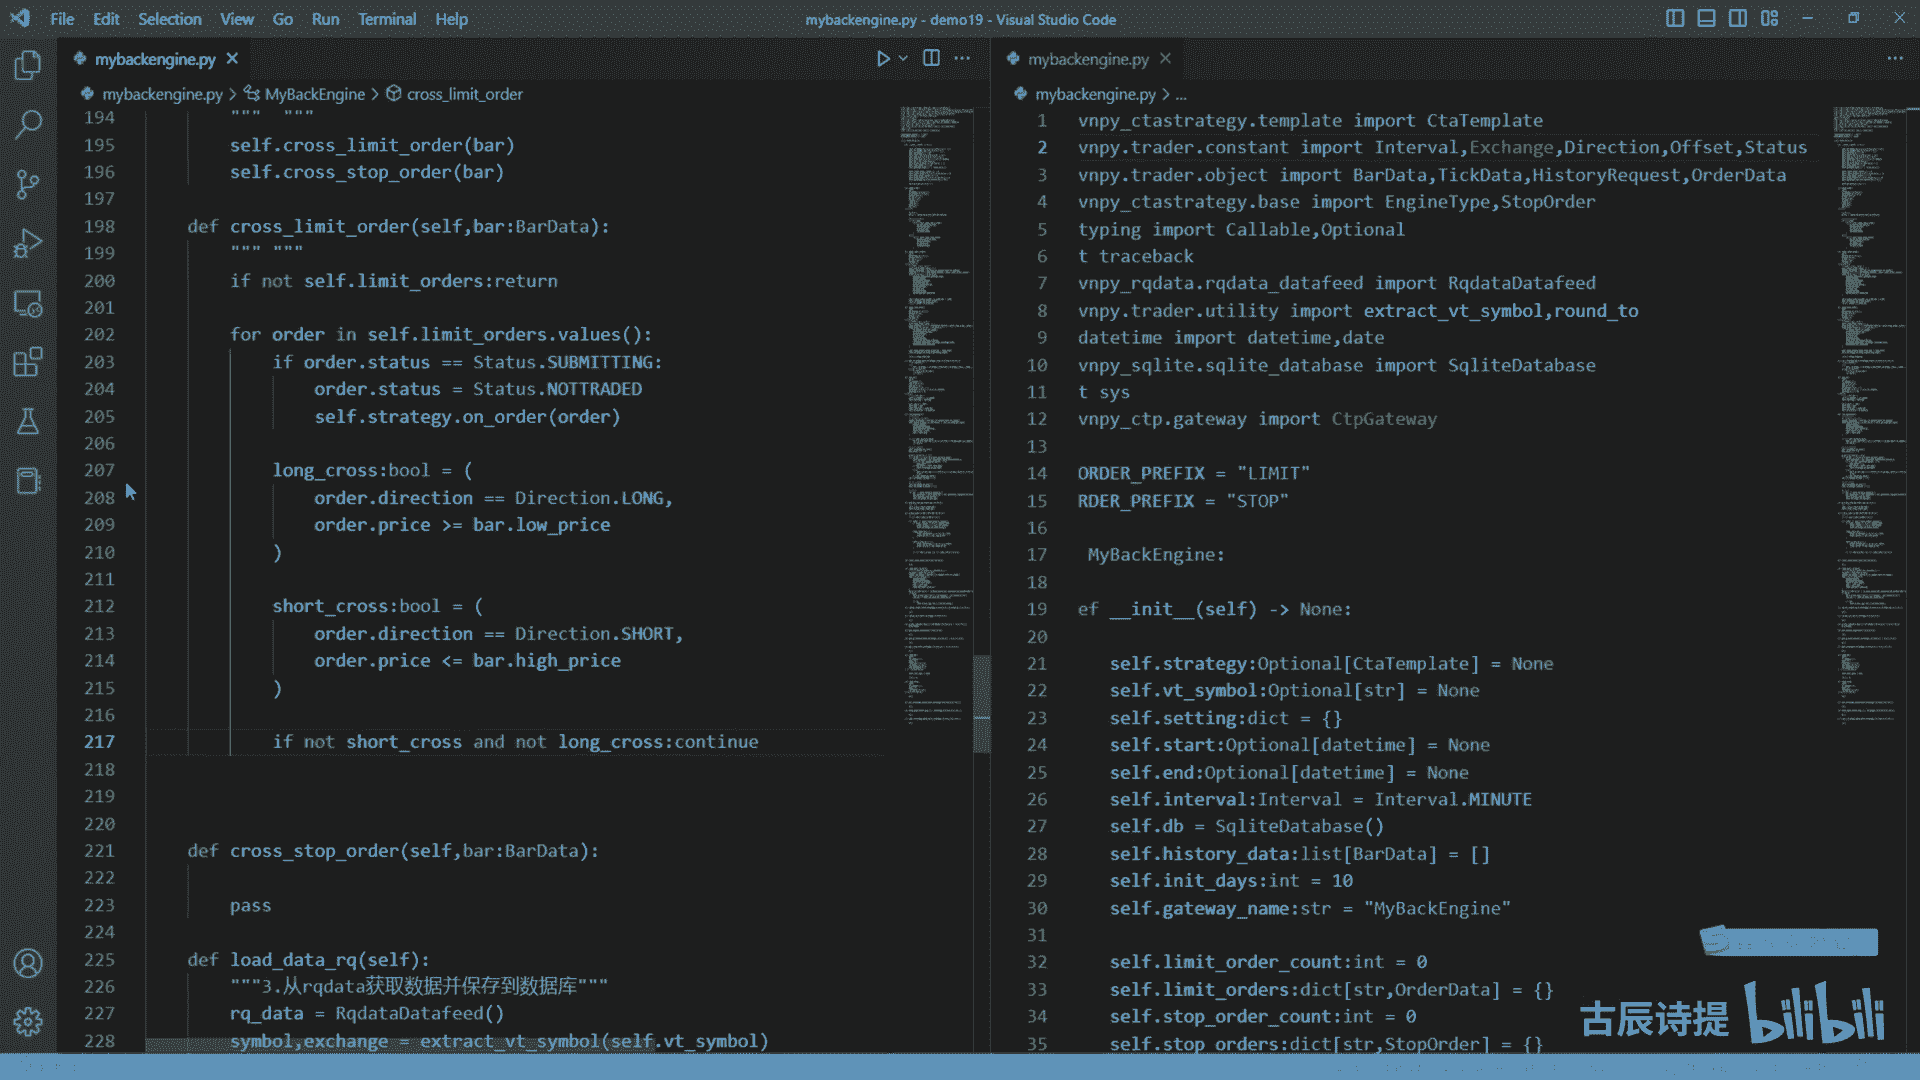 File Edit Selection View Go Run Terminal Help
mybackengine.py - demo19 - Visual Studio Code
mybackengine.py
mybackengine.py > MyBackEngine > cross_limit_order
194 """ """
195 self.cross_limit_order(bar)
196 self.cross_stop_order(bar)
197
198 def cross_limit_order(self,bar:BarData):
199 """ """
200 if not self.limit_orders:return
201
202 for order in self.limit_orders.values():
203 if order.status == Status.SUBMITTING:
204 order.status = Status.NOTTRADED
205 self.strategy.on_order(order)
206
207 long_cross:bool = (
208 order.direction == Direction.LONG,
209 order.price >= bar.low_price
210 )
211
212 short_cross:bool = (
213 order.direction == Direction.SHORT,
214 order.price <= bar.high_price
215 )
216
217 if not short_cross and not long_cross:continue
218
219
220
221 def cross_stop_order(self,bar:BarData):
222
223 pass
224
225 def load_data_rq(self):
226 """3.从rqdata获取数据并保存到数据库"""
227 rq_data = RqdataDatafeed()
228 symbol,exchange = extract_vt_symbol(self.vt_symbol)
mybackengine.py
mybackengine.py > ...
1 vnpy_ctastrategy.template import CtaTemplate
2 vnpy.trader.constant import Interval,Exchange,Direction,Offset,Status
3 vnpy.trader.object import BarData,TickData,HistoryRequest,OrderData
4 vnpy_ctastrategy.base import EngineType,StopOrder
5 typing import Callable,Optional
6 t traceback
7 vnpy_rqdata.rqdata_datafeed import RqdataDatafeed
8 vnpy.trader.utility import extract_vt_symbol,round_to
9 datetime import datetime,date
10 vnpy_sqlite.sqlite_database import SqliteDatabase
11 t sys
12 vnpy_ctp.gateway import CtpGateway
13
14 ORDER_PREFIX = "LIMIT"
15 RDER_PREFIX = "STOP"
16
17 MyBackEngine:
18
19 ef __init__(self) -> None:
20
21 self.strategy:Optional[CtaTemplate] = None
22 self.vt_symbol:Optional[str] = None
23 self.setting:dict = {}
24 self.start:Optional[datetime] = None
25 self.end:Optional[datetime] = None
26 self.interval:Interval = Interval.MINUTE
27 self.db = SqliteDatabase()
28 self.history_data:list[BarData] = []
29 self.init_days:int = 10
30 self.gateway_name:str = "MyBackEngine"
31
32 self.limit_order_count:int = 0
33 self.limit_orders:dict[str,OrderData] = {}
34 self.stop_order_count:int = 0
35 self.stop_orders:dict[str,StopOrder] = {}
古辰诗提 bilibili